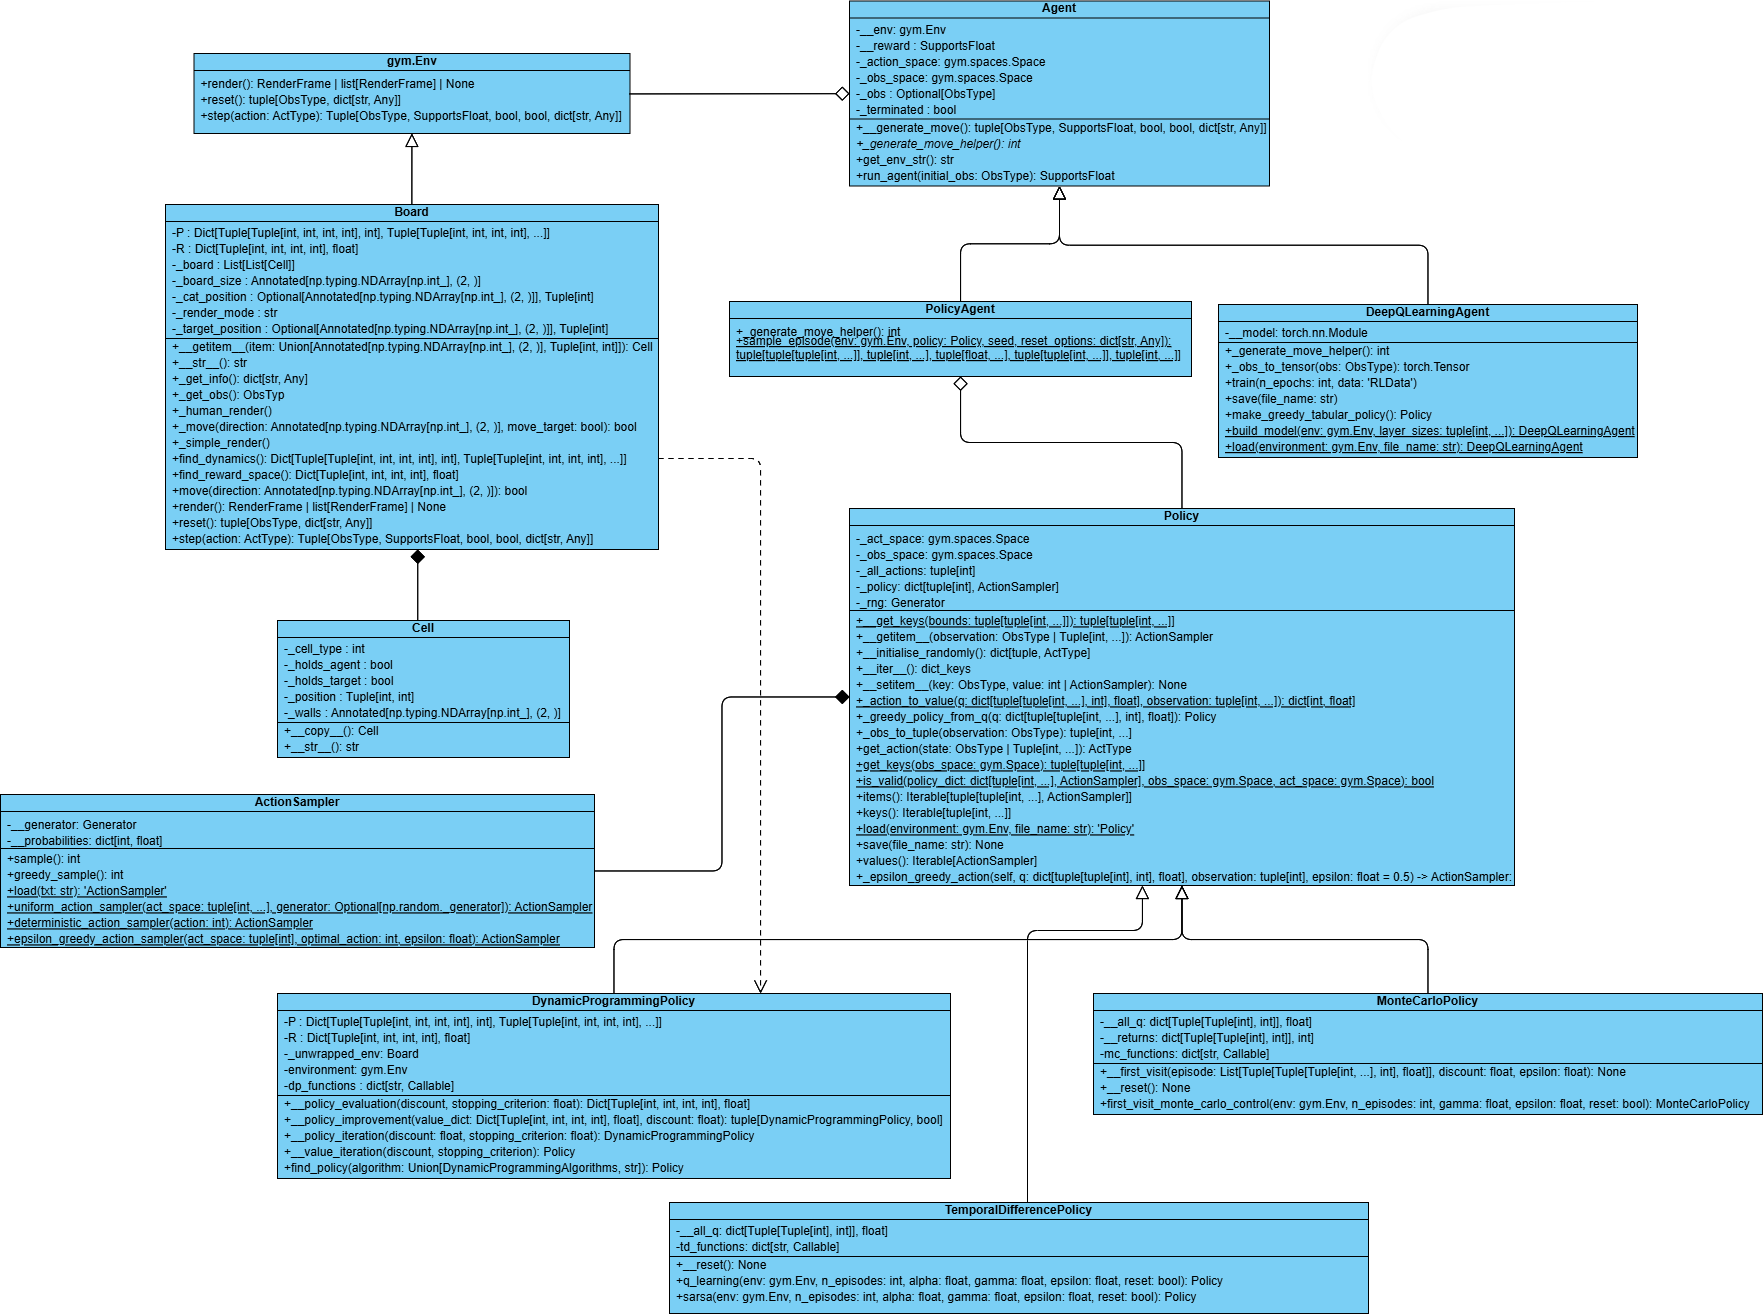 Agent
-__env: gym.Env
-__reward : SupportsFloat
-_action_space: gym.spaces.Space
-_obs_space: gym.spaces.Space
-_obs : Optional[ObsType]
-_terminated : bool
+__generate_move(): tuple[ObsType, SupportsFloat, bool, bool, dict[str, Any]]
+_generate_move_helper(): int
+get_env_str(): str
+run_agent(initial_obs: ObsType): SupportsFloat
gym.Env
+render(): RenderFrame | list[RenderFrame] | None
+reset(): tuple[ObsType, dict[str, Any]]
+step(action: ActType): Tuple[ObsType, SupportsFloat, bool, bool, dict[str, Any]]
Board
-P : Dict[Tuple[Tuple[int, int, int, int], int], Tuple[Tuple[int, int, int, int], ...]]
-R : Dict[Tuple[int, int, int, int], float]
-_board : List[List[Cell]]
-_board_size : Annotated[np.typing.NDArray[np.int_], (2, )]
-_cat_position : Optional[Annotated[np.typing.NDArray[np.int_], (2, )]], Tuple[int]
-_render_mode : str
-_target_position : Optional[Annotated[np.typing.NDArray[np.int_], (2, )]], Tuple[int]
+__getitem__(item: Union[Annotated[np.typing.NDArray[np.int_], (2, )], Tuple[int, int]]): Cell
+__str__(): str
+_get_info(): dict[str, Any]
+_get_obs(): ObsTyp
+_human_render()
+_move(direction: Annotated[np.typing.NDArray[np.int_], (2, )], move_target: bool): bool
+_simple_render()
+find_dynamics(): Dict[Tuple[Tuple[int, int, int, int], int], Tuple[Tuple[int, int, int, int], ...]]
+find_reward_space(): Dict[Tuple[int, int, int, int], float]
+move(direction: Annotated[np.typing.NDArray[np.int_], (2, )]): bool
+render(): RenderFrame | list[RenderFrame] | None
+reset(): tuple[ObsType, dict[str, Any]]
+step(action: ActType): Tuple[ObsType, SupportsFloat, bool, bool, dict[str, Any]]
PolicyAgent
+_generate_move_helper(): int
+sample_episode(env: gym.Env, policy: Policy, seed, reset_options: dict[str, Any]):
tuple[tuple[tuple[int, ...]], tuple[int, ...], tuple[float, ...], tuple[tuple[int, ...]], tuple[int, ...]]
DeepQLearningAgent
-__model: torch.nn.Module
+_generate_move_helper(): int
+_obs_to_tensor(obs: ObsType): torch.Tensor
+train(n_epochs: int, data: 'RLData')
+save(file_name: str)
+make_greedy_tabular_policy(): Policy
+build_model(env: gym.Env, layer_sizes: tuple[int, ...]): DeepQLearningAgent
+load(environment: gym.Env, file_name: str): DeepQLearningAgent
Policy
-_act_space: gym.spaces.Space
-_obs_space: gym.spaces.Space
-_all_actions: tuple[int]
-_policy: dict[tuple[int], ActionSampler]
-_rng: Generator
+__get_keys(bounds: tuple[tuple[int, ...]]): tuple[tuple[int, ...]]
+__getitem__(observation: ObsType | Tuple[int, ...]): ActionSampler
+__initialise_randomly(): dict[tuple, ActType]
+__iter__(): dict_keys
+__setitem__(key: ObsType, value: int | ActionSampler): None
+_action_to_value(q: dict[tuple[tuple[int, ...], int], float], observation: tuple[int, ...]): dict[int, float]
+_greedy_policy_from_q(q: dict[tuple[tuple[int, ...], int], float]): Policy
+_obs_to_tuple(observation: ObsType): tuple[int, ...]
+get_action(state: ObsType | Tuple[int, ...]): ActType
+get_keys(obs_space: gym.Space): tuple[tuple[int, ...]]
+is_valid(policy_dict: dict[tuple[int, ...], ActionSampler], obs_space: gym.Space, act_space: gym.Space): bool
+items(): Iterable[tuple[tuple[int, ...], ActionSampler]]
+keys(): Iterable[tuple[int, ...]]
+load(environment: gym.Env, file_name: str): 'Policy'
+save(file_name: str): None
+values(): Iterable[ActionSampler]
+_epsilon_greedy_action(self, q: dict[tuple[tuple[int], int], float], observation: tuple[int], epsilon: float = 0.5) -> ActionSampler:
Cell
-_cell_type : int
-_holds_agent : bool
-_holds_target : bool
-_position : Tuple[int, int]
-_walls : Annotated[np.typing.NDArray[np.int_], (2, )]
+__copy__(): Cell
+__str__(): str
ActionSampler
-__generator: Generator
-__probabilities: dict[int, float]
+sample(): int
+greedy_sample(): int
+load(txt: str): 'ActionSampler'
+uniform_action_sampler(act_space: tuple[int, ...], generator: Optional[np.random._generator]): ActionSampler
+deterministic_action_sampler(action: int): ActionSampler
+epsilon_greedy_action_sampler(act_space: tuple[int], optimal_action: int, epsilon: float): ActionSampler
DynamicProgrammingPolicy
-P : Dict[Tuple[Tuple[int, int, int, int], int], Tuple[Tuple[int, int, int, int], ...]]
-R : Dict[Tuple[int, int, int, int], float]
-_unwrapped_env: Board
-environment: gym.Env
-dp_functions : dict[str, Callable]
+__policy_evaluation(discount, stopping_criterion: float): Dict[Tuple[int, int, int, int], float]
+__policy_improvement(value_dict: Dict[Tuple[int, int, int, int], float], discount: float): tuple[DynamicProgrammingPolicy, bool]
+__policy_iteration(discount: float, stopping_criterion: float): DynamicProgrammingPolicy
+__value_iteration(discount, stopping_criterion): Policy
+find_policy(algorithm: Union[DynamicProgrammingAlgorithms, str]): Policy
MonteCarloPolicy
-__all_q: dict[Tuple[Tuple[int], int]], float]
-__returns: dict[Tuple[Tuple[int], int]], int]
-mc_functions: dict[str, Callable]
+__first_visit(episode: List[Tuple[Tuple[Tuple[int, ...], int], float]], discount: float, epsilon: float): None
+__reset(): None
+first_visit_monte_carlo_control(env: gym.Env, n_episodes: int, gamma: float, epsilon: float, reset: bool): MonteCarloPolicy
TemporalDifferencePolicy
-__all_q: dict[Tuple[Tuple[int], int]], float]
-td_functions: dict[str, Callable]
+__reset(): None
+q_learning(env: gym.Env, n_episodes: int, alpha: float, gamma: float, epsilon: float, reset: bool): Policy
+sarsa(env: gym.Env, n_episodes: int, alpha: float, gamma: float, epsilon: float, reset: bool): Policy